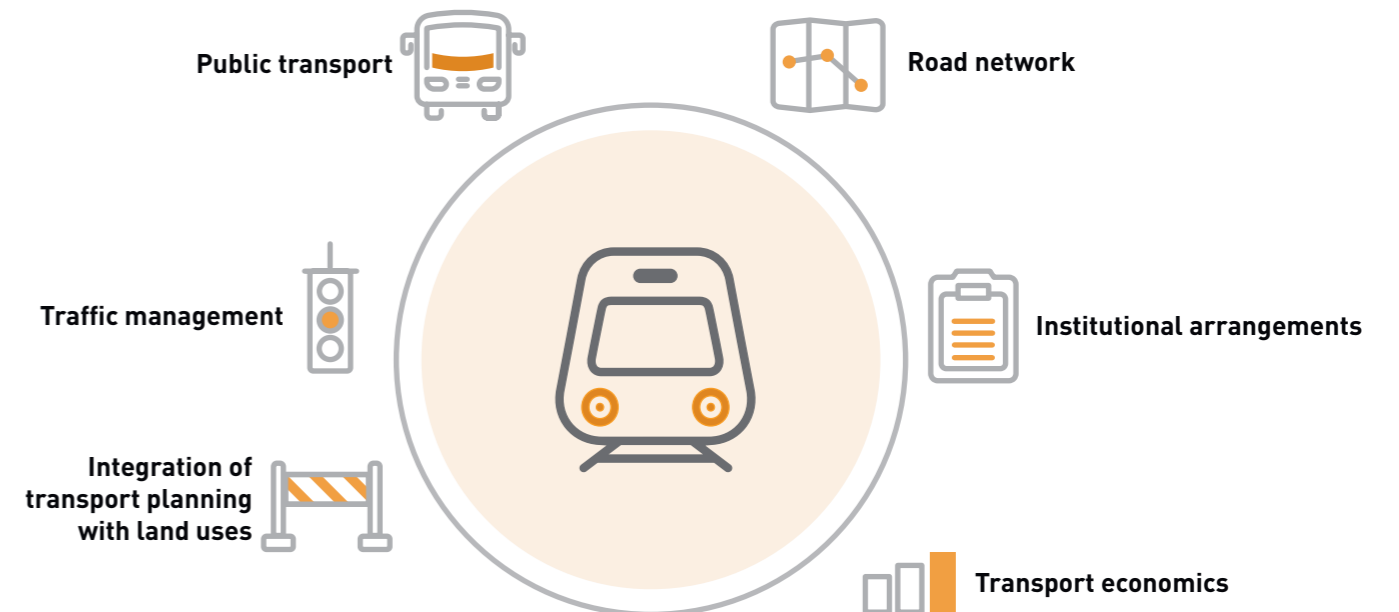 Public transport
Road network
Traffic management
Institutional arrangements
Integration of
transport planning
with land uses
Transport economics